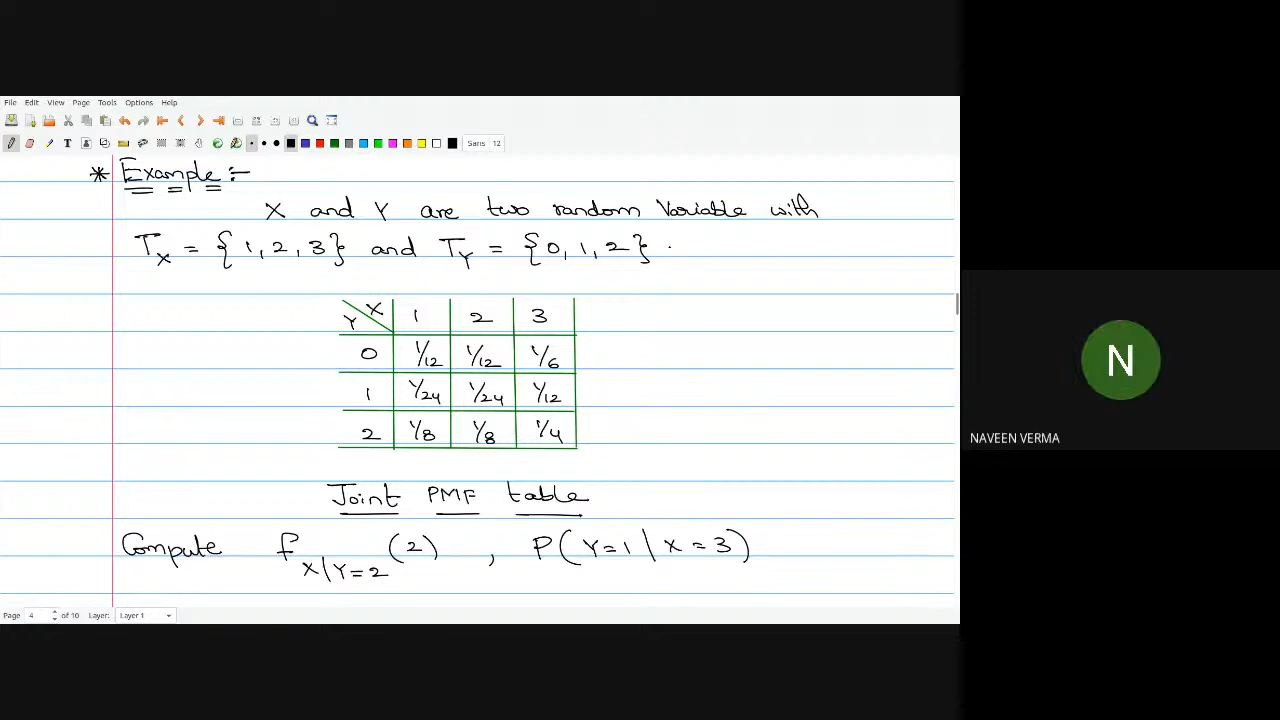 File Edit View Page Tools Options Help
Sans 12
* Example :-
X and Y are two random variable with
T_X = {1, 2, 3} and T_Y = {0, 1, 2} .
Y X 1 2 3
0 1/12 1/12 1/6
1 1/24 1/24 1/12
2 1/8 1/8 1/4
Joint PMF table
Compute f_{X|Y=2} (2) , P(Y=1 | X=3)
Page 4 of 10 Layer: Layer 1
N
NAVEEN VERMA